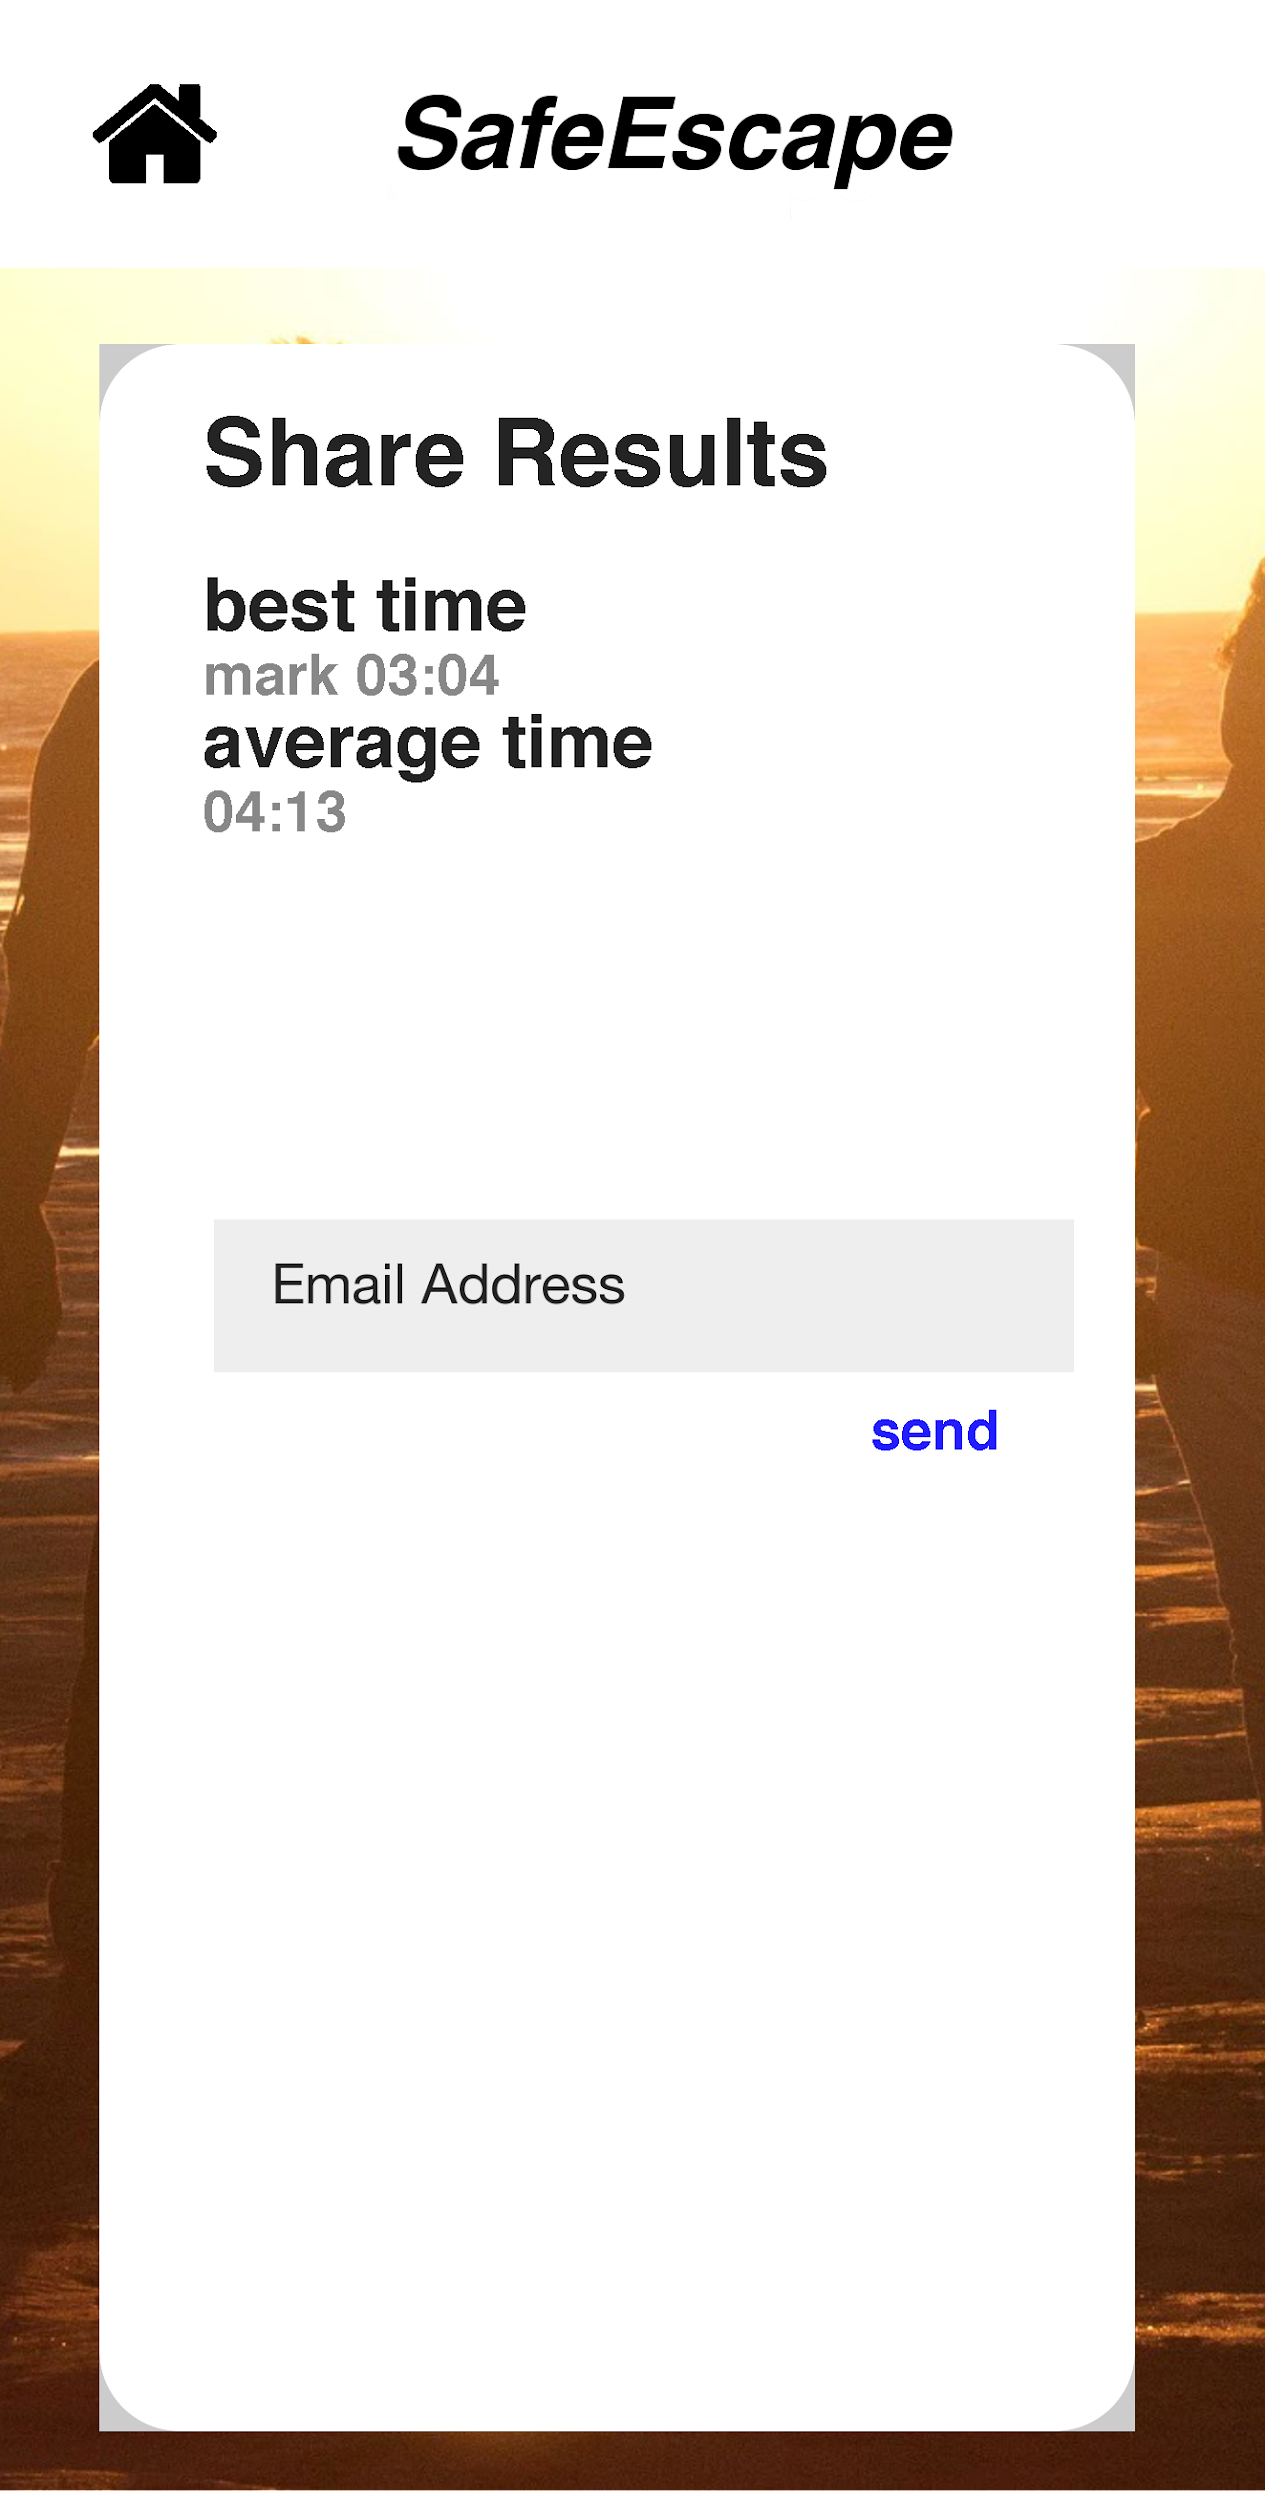 SafeEscape
Share Results
best time
mark 03:04
average time
04:13
Email Address
send